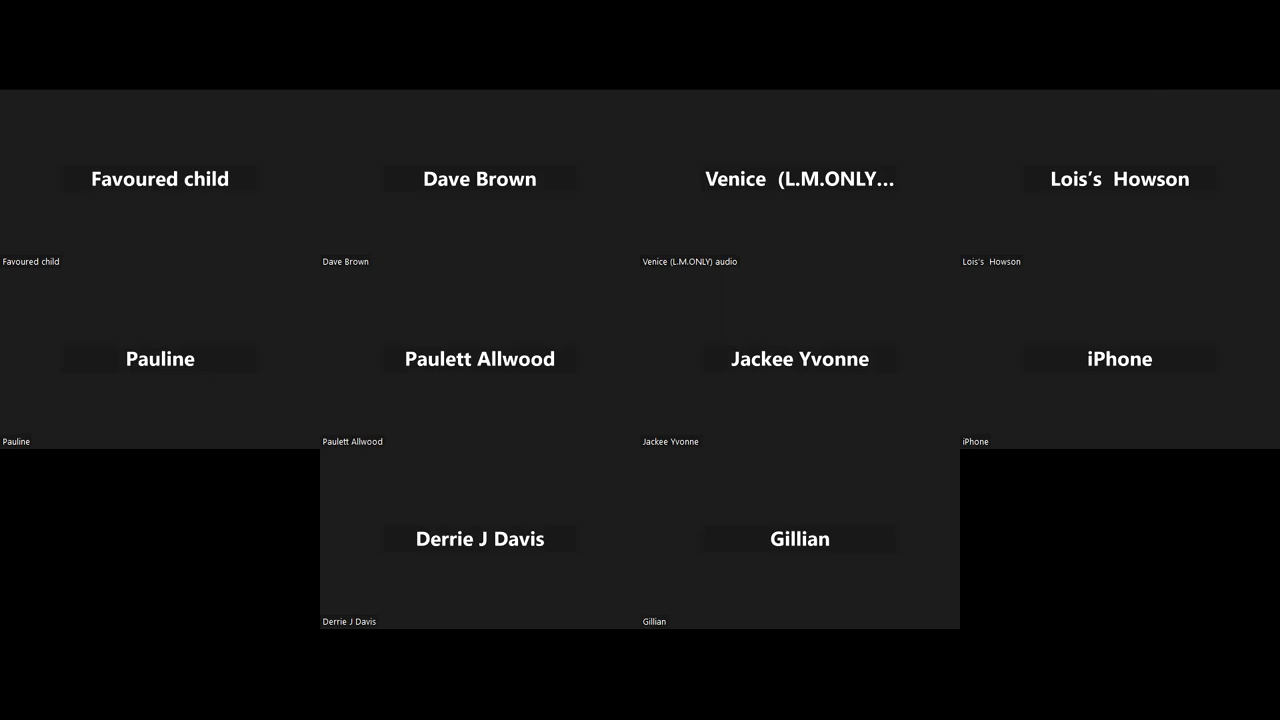 Favoured child
Dave Brown
Venice (L.M.ONLY...
Lois’s Howson
Favoured child
Dave Brown
Venice (L.M.ONLY) audio
Lois's Howson
Pauline
Paulett Allwood
Jackee Yvonne
iPhone
Pauline
Paulett Allwood
Jackee Yvonne
iPhone
Derrie J Davis
Gillian
Derrie J Davis
Gillian